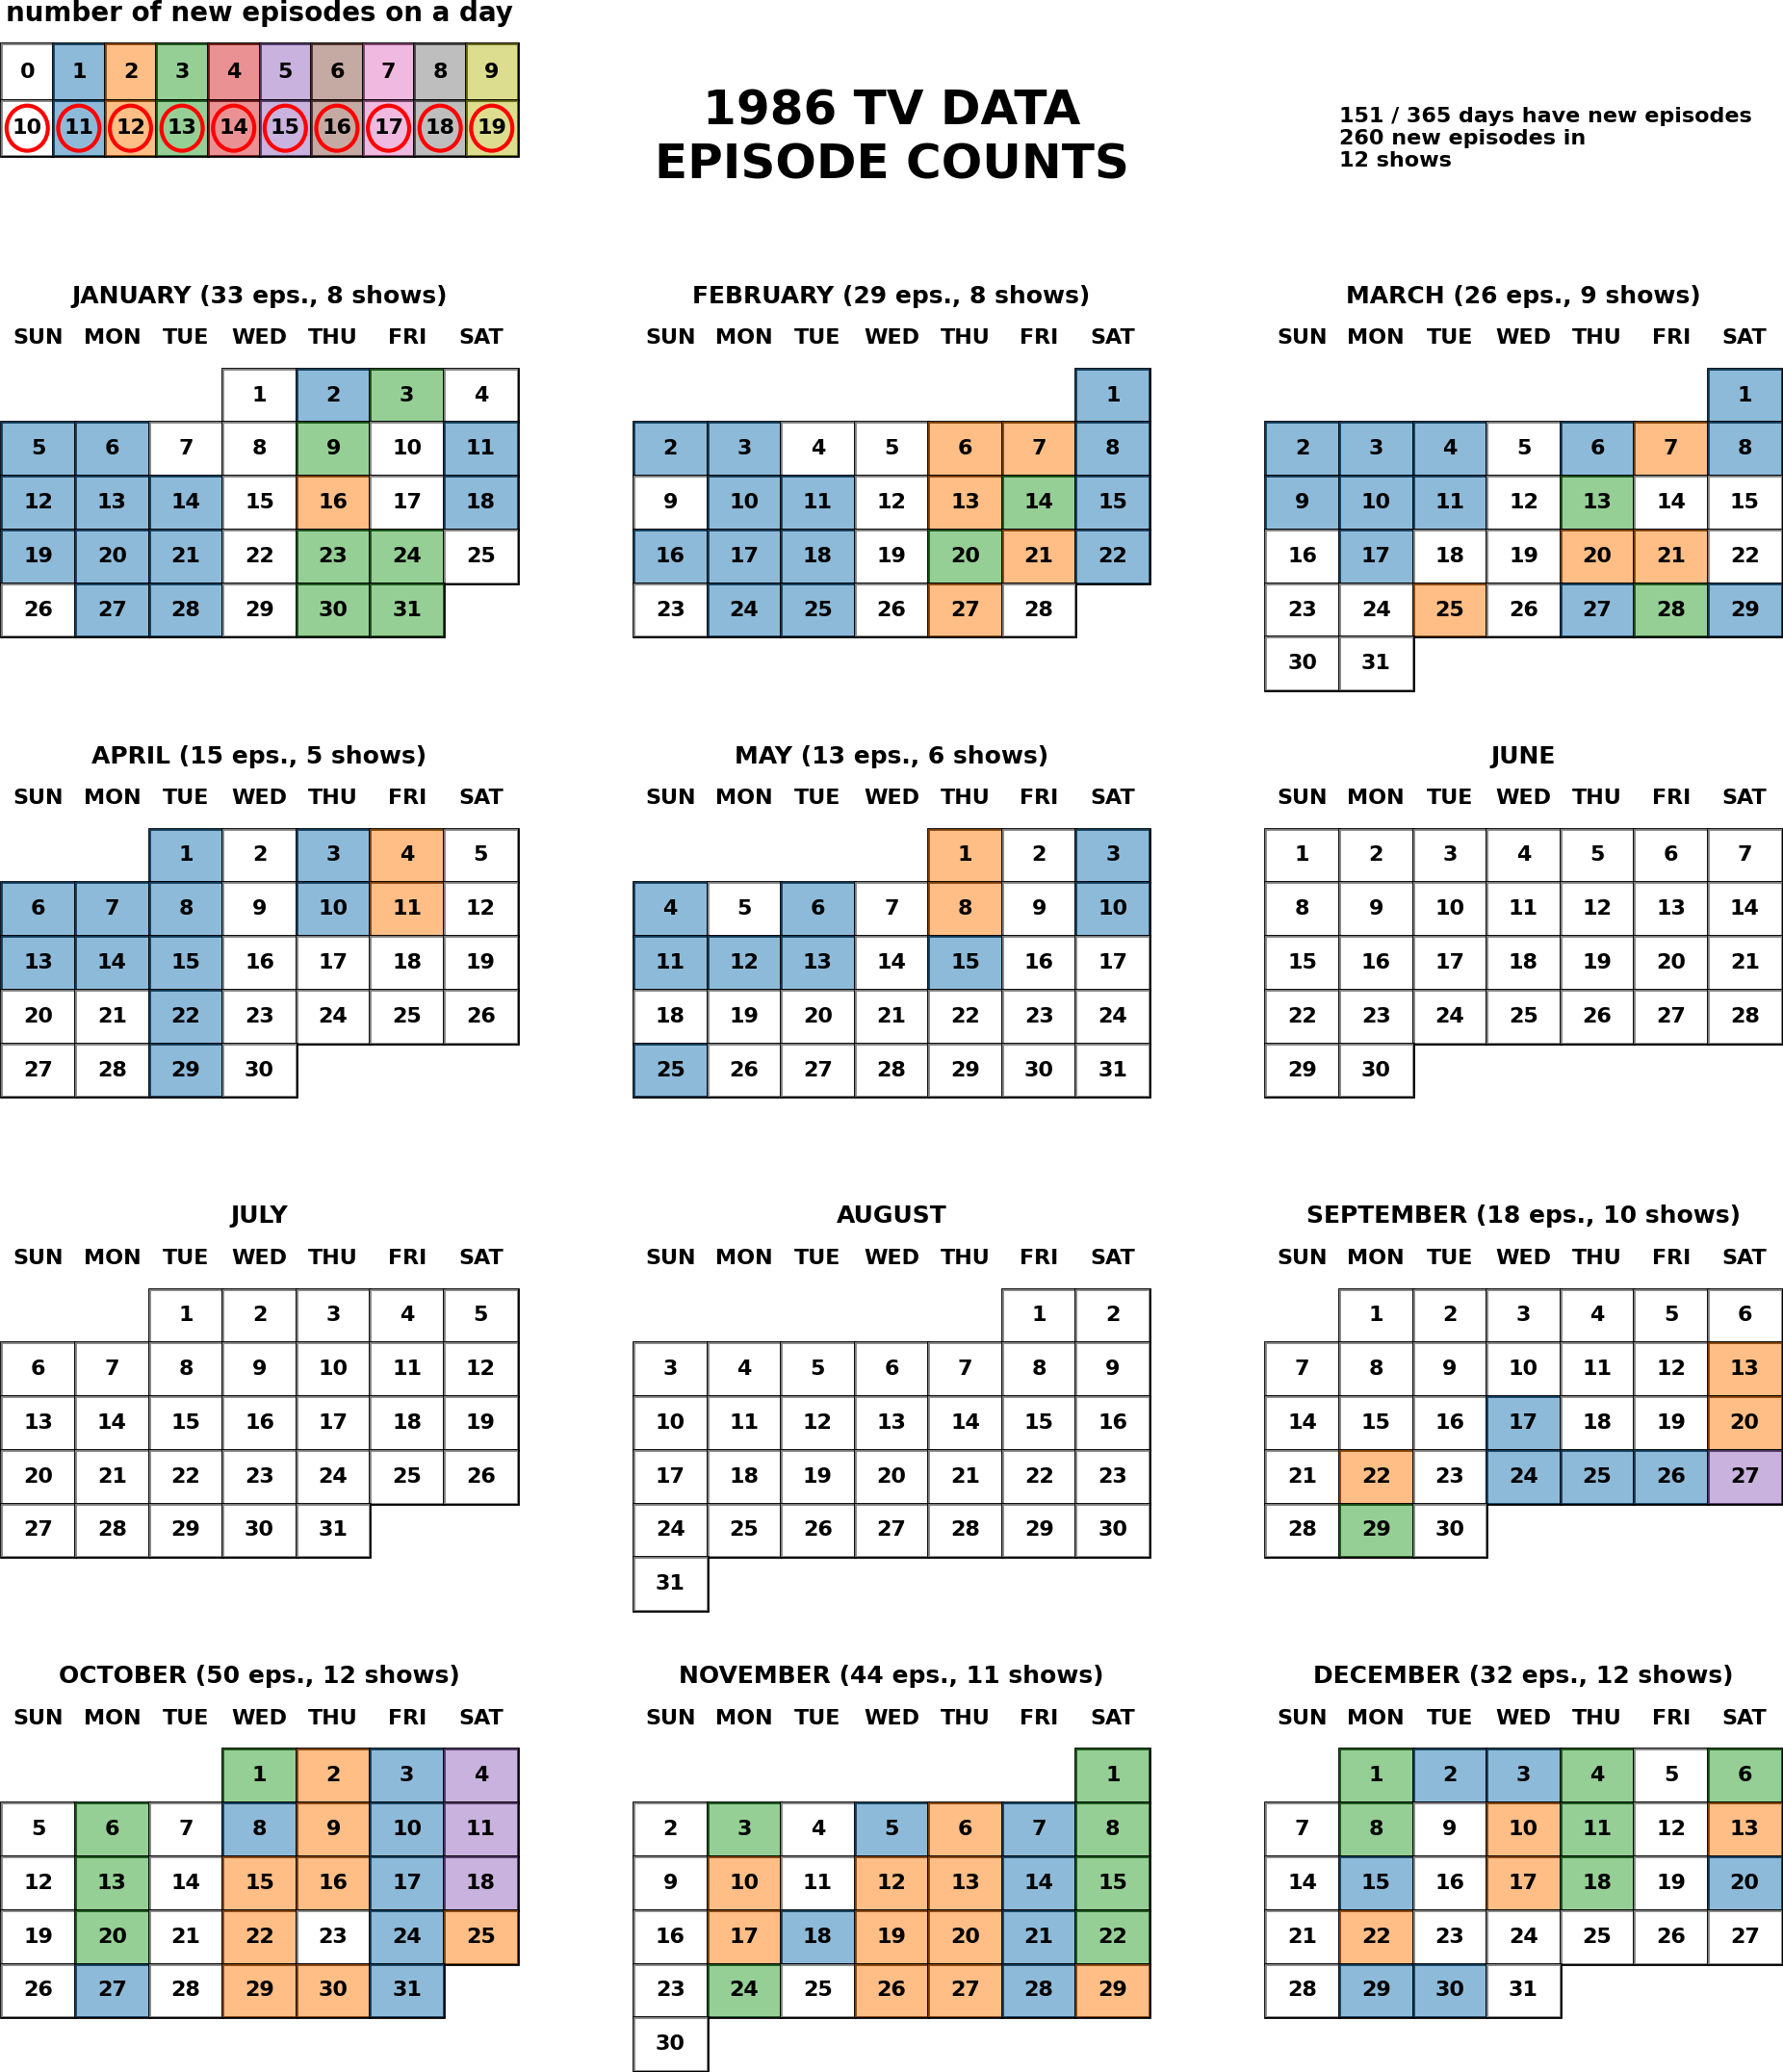 number of new episodes on a day
0 1 2 3 4 5 6 7 8 9
10 11 12 13 14 15 16 17 18 19
1986 TV DATA
EPISODE COUNTS
151 / 365 days have new episodes
260 new episodes in
12 shows
JANUARY (33 eps., 8 shows)
SUN MON TUE WED THU FRI SAT
1 2 3 4
5 6 7 8 9 10 11
12 13 14 15 16 17 18
19 20 21 22 23 24 25
26 27 28 29 30 31
FEBRUARY (29 eps., 8 shows)
SUN MON TUE WED THU FRI SAT
1
2 3 4 5 6 7 8
9 10 11 12 13 14 15
16 17 18 19 20 21 22
23 24 25 26 27 28
MARCH (26 eps., 9 shows)
SUN MON TUE WED THU FRI SAT
1
2 3 4 5 6 7 8
9 10 11 12 13 14 15
16 17 18 19 20 21 22
23 24 25 26 27 28 29
30 31
APRIL (15 eps., 5 shows)
SUN MON TUE WED THU FRI SAT
1 2 3 4 5
6 7 8 9 10 11 12
13 14 15 16 17 18 19
20 21 22 23 24 25 26
27 28 29 30
MAY (13 eps., 6 shows)
SUN MON TUE WED THU FRI SAT
1 2 3
4 5 6 7 8 9 10
11 12 13 14 15 16 17
18 19 20 21 22 23 24
25 26 27 28 29 30 31
JUNE
SUN MON TUE WED THU FRI SAT
1 2 3 4 5 6 7
8 9 10 11 12 13 14
15 16 17 18 19 20 21
22 23 24 25 26 27 28
29 30
JULY
SUN MON TUE WED THU FRI SAT
1 2 3 4 5
6 7 8 9 10 11 12
13 14 15 16 17 18 19
20 21 22 23 24 25 26
27 28 29 30 31
AUGUST
SUN MON TUE WED THU FRI SAT
1 2
3 4 5 6 7 8 9
10 11 12 13 14 15 16
17 18 19 20 21 22 23
24 25 26 27 28 29 30
31
SEPTEMBER (18 eps., 10 shows)
SUN MON TUE WED THU FRI SAT
1 2 3 4 5 6
7 8 9 10 11 12 13
14 15 16 17 18 19 20
21 22 23 24 25 26 27
28 29 30
OCTOBER (50 eps., 12 shows)
SUN MON TUE WED THU FRI SAT
1 2 3 4
5 6 7 8 9 10 11
12 13 14 15 16 17 18
19 20 21 22 23 24 25
26 27 28 29 30 31
NOVEMBER (44 eps., 11 shows)
SUN MON TUE WED THU FRI SAT
1
2 3 4 5 6 7 8
9 10 11 12 13 14 15
16 17 18 19 20 21 22
23 24 25 26 27 28 29
30
DECEMBER (32 eps., 12 shows)
SUN MON TUE WED THU FRI SAT
1 2 3 4 5 6
7 8 9 10 11 12 13
14 15 16 17 18 19 20
21 22 23 24 25 26 27
28 29 30 31